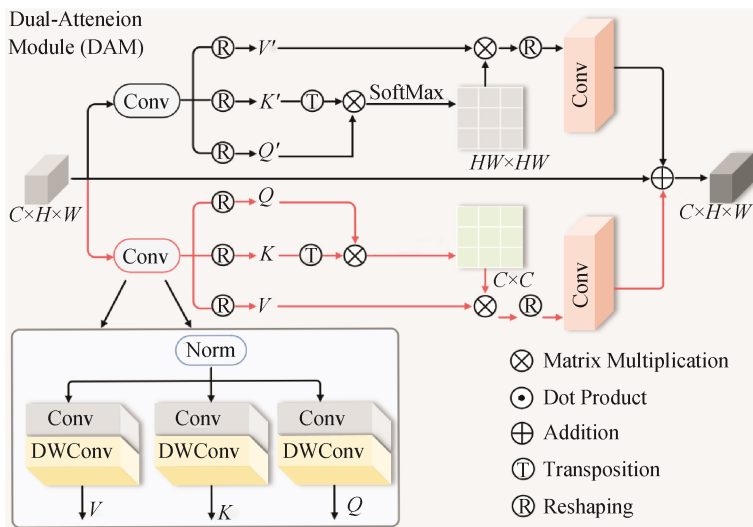 Dual-Atteneion
Module (DAM)
R V'
Conv R K' T SoftMax
R Q'
HW×HW
Conv
C×H×W
C×H×W
R Q
Conv R K T
C×C
R V
R
Conv
Norm
Conv Conv Conv
DWConv DWConv DWConv
V K Q
Matrix Multiplication
Dot Product
Addition
T Transposition
R Reshaping
R